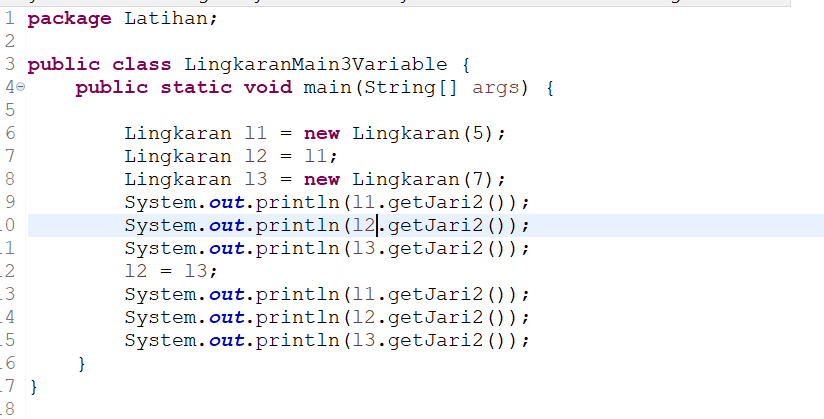 1 package Latihan;
2
3 public class LingkaranMain3Variable {
4 public static void main(String[] args) {
5
6 Lingkaran l1 = new Lingkaran(5);
7 Lingkaran l2 = l1;
8 Lingkaran l3 = new Lingkaran(7);
9 System.out.println(l1.getJari2());
0 System.out.println(l2.getJari2());
1 System.out.println(l3.getJari2());
2 l2 = l3;
3 System.out.println(l1.getJari2());
4 System.out.println(l2.getJari2());
5 System.out.println(l3.getJari2());
6 }
7 }
8